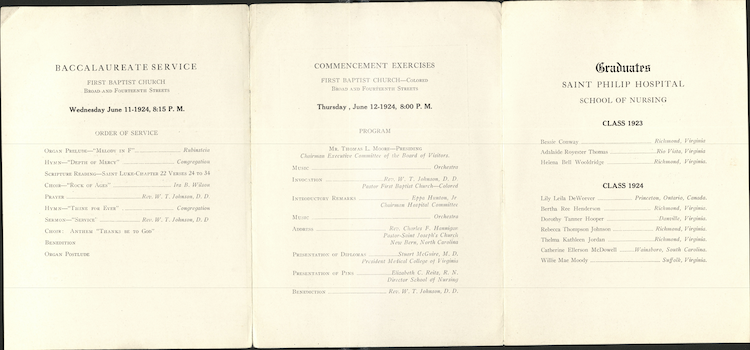 BACCALAUREATE SERVICE
FIRST BAPTIST CHURCH
BROAD AND FOURTEENTH STREETS
Wednesday June 11-1924, 8:15 P. M.
ORDER OF SERVICE
ORGAN PRELUDE—"MELODY IN F" Rubinstein
HYMN—"DEPTH OF MERCY" Congregation
SCRIPTURE READING—SAINT LUKE-CHAPTER 22 VERSES 24 TO 34
CHOIR—"ROCK OF AGES" Ira B. Wilson
PRAYER Rev. W. T. Johnson, D. D.
HYMN—"THINE FOR EVER" Congregation
SERMON—"SERVICE" Rev. W. T. Johnson, D. D.
CHOIR: ANTHEM "THANKS BE TO GOD"
BENEDITION
ORGAN POSTLUDE
COMMENCEMENT EXERCISES
FIRST BAPTIST CHURCH—COLORED
BROAD AND FOURTEENTH STREETS
Thursday, June 12-1924, 8:00 P. M.
PROGRAM
MR. THOMAS L. MOORE—PRESIDING
Chairman Executive Committee of the Board of Visitors.
MUSIC Orchestra
INVOCATION Rev. W. T. Johnson, D. D.
Pastor First Baptist Church—Colored
INTRODUCTORY REMARKS Eppa Hunton, Jr.
Chairman Hospital Committee
MUSIC Orchestra
ADDRESS Rev. Charles F. Hannigan
Pastor-Saint Joseph's Church
New Bern, North Carolina
PRESENTATION OF DIPLOMAS Stuart McGuire, M. D.
President Medical College of Virginia
PRESENTATION OF PINS Elizabeth C. Reitz, R. N.
Director School of Nursing
BENEDICTION Rev. W. T. Johnson, D. D.
Graduates
SAINT PHILIP HOSPITAL
SCHOOL OF NURSING
CLASS 1923
Bessie Conway Richmond, Virginia
Adelaide Roynetta Thomas Rio Vista, Virginia
Helena Bell Wooldridge Richmond, Virginia.
CLASS 1924
Lily Leila DeWever Princeton, Ontario, Canada.
Bertha Ree Henderson Richmond, Virginia.
Dorothy Tanner Hooper Danville, Virginia.
Rebecca Thompson Johnson Richmond, Virginia.
Thelma Kathleen Jordan Richmond, Virginia.
Catherine Ellerson McDowell Winnsboro, South Carolina.
Willie Mae Moody Suffolk, Virginia.